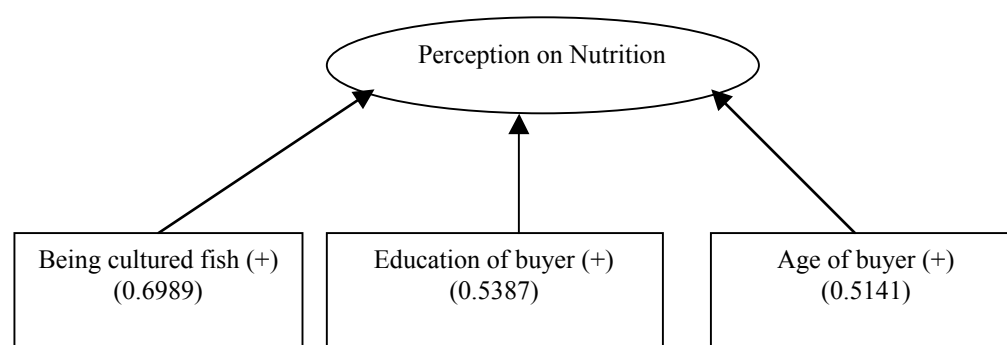 Perception on Nutrition
Being cultured fish (+)
(0.6989)
Education of buyer (+)
(0.5387)
Age of buyer (+)
(0.5141)